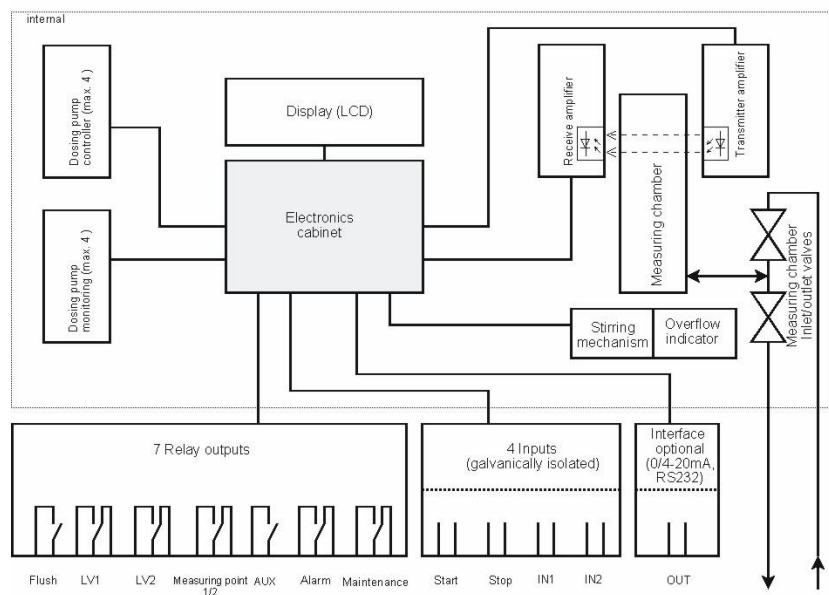 internal
Dosing pump
controller (max. 4 )
Display (LCD)
Receive amplifier
Transmitter amplifier
Measuring chamber
Electronics
cabinet
Dosing pump
monitoring (max. 4 )
Measuring chamber
Inlet/outlet valves
Stirring
mechanism
Overflow
indicator
7 Relay outputs
4 Inputs
(galvanically isolated)
Interface
optional
(0/4-20mA,
RS232)
Flush
LV1
LV2
Measuring point
1/2
AUX
Alarm
Maintenance
Start
Stop
IN1
IN2
OUT